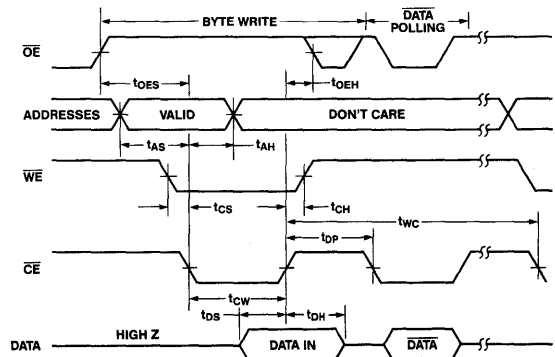 BYTE WRITE
DATA
POLLING
OE
tOES
tOEH
ADDRESSES
VALID
DON'T CARE
tAS
tAH
WE
tCS
tCH
tWC
tDP
CE
tCW
tDS
tDH
HIGH Z
DATA
DATA IN
DATA